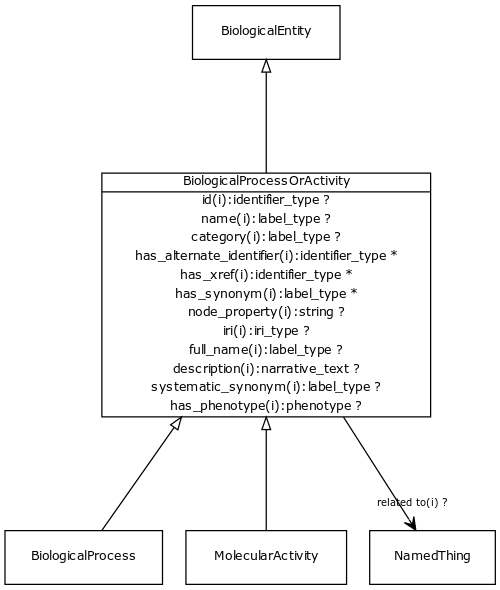 BiologicalEntity
BiologicalProcessOrActivity
id(i):identifier_type ?
name(i):label_type ?
category(i):label_type ?
has_alternate_identifier(i):identifier_type *
has_xref(i):identifier_type *
has_synonym(i):label_type *
node_property(i):string ?
iri(i):iri_type ?
full_name(i):label_type ?
description(i):narrative_text ?
systematic_synonym(i):label_type ?
has_phenotype(i):phenotype ?
related to(i) ?
BiologicalProcess
MolecularActivity
NamedThing